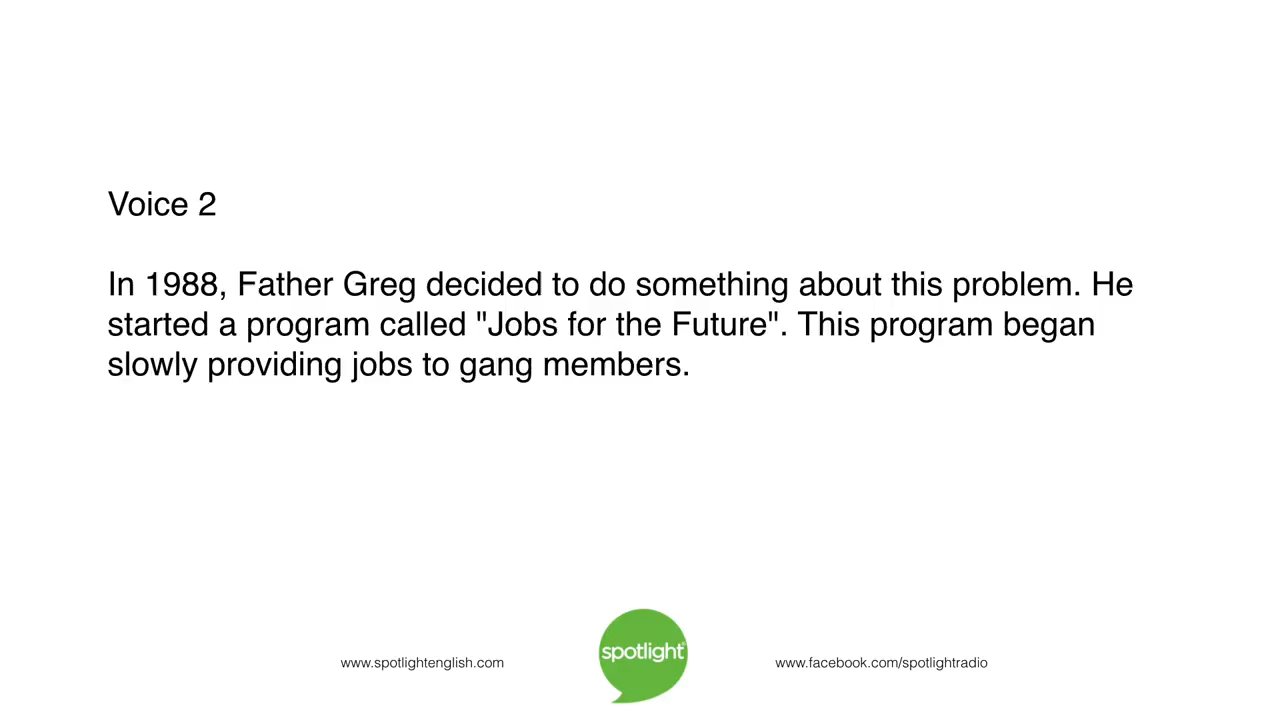 Voice 2
In 1988, Father Greg decided to do something about this problem. He
started a program called "Jobs for the Future". This program began
slowly providing jobs to gang members.
www.spotlightenglish.com
spotlight
www.facebook.com/spotlightradio